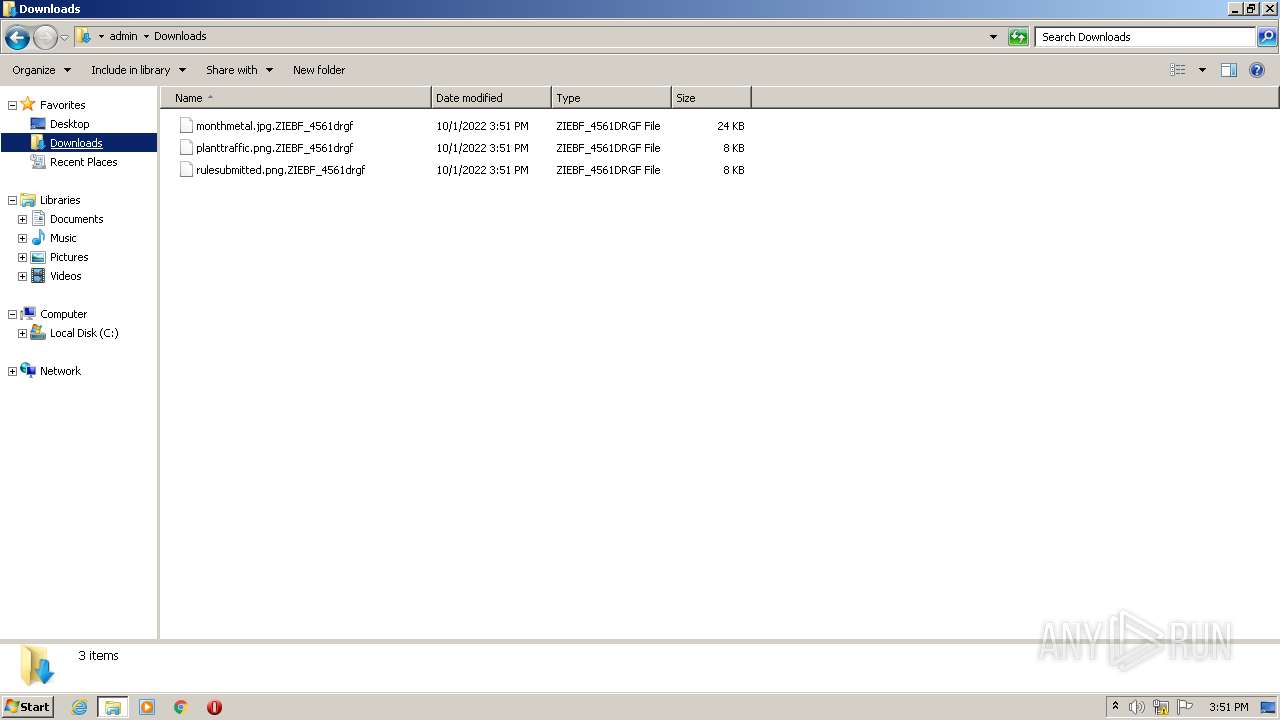 Downloads
admin Downloads
Search Downloads
Organize Include in library Share with New folder
Name Date modified Type Size
Favorites
Desktop
Downloads
Recent Places
Libraries
Documents
Music
Pictures
Videos
Computer
Local Disk (C:)
Network
monthmetal.jpg.ZIEBF_4561drgf 10/1/2022 3:51 PM ZIEBF_4561DRGF File 24 KB
planttraffic.png.ZIEBF_4561drgf 10/1/2022 3:51 PM ZIEBF_4561DRGF File 8 KB
rulesubmitted.png.ZIEBF_4561drgf 10/1/2022 3:51 PM ZIEBF_4561DRGF File 8 KB
3 items
ANY RUN
Start 3:51 PM